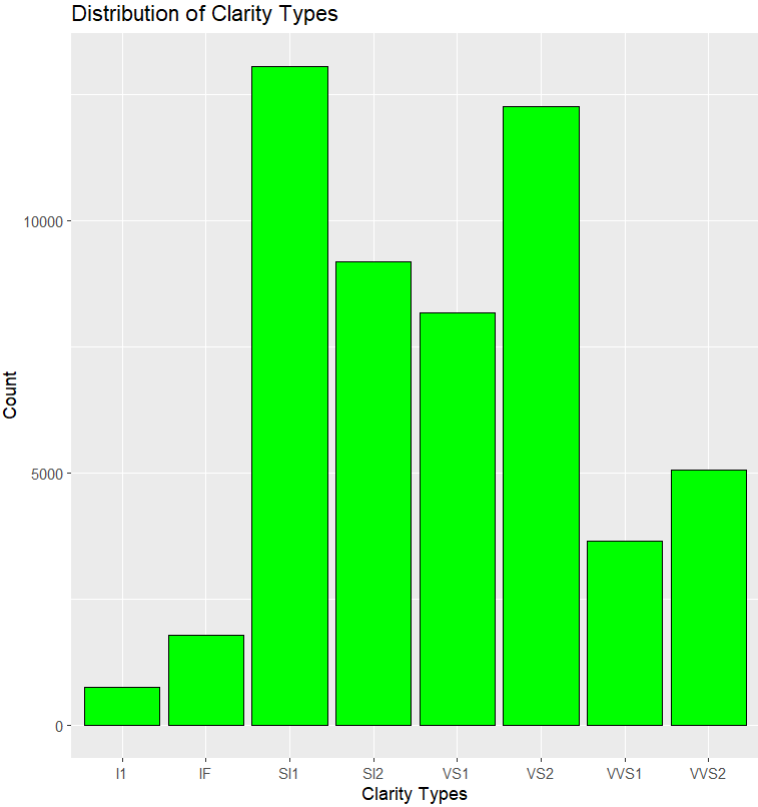 Distribution of Clarity Types
Count
10000
5000
0
I1 IF SI1 SI2 VS1 VS2 VVS1 VVS2
Clarity Types